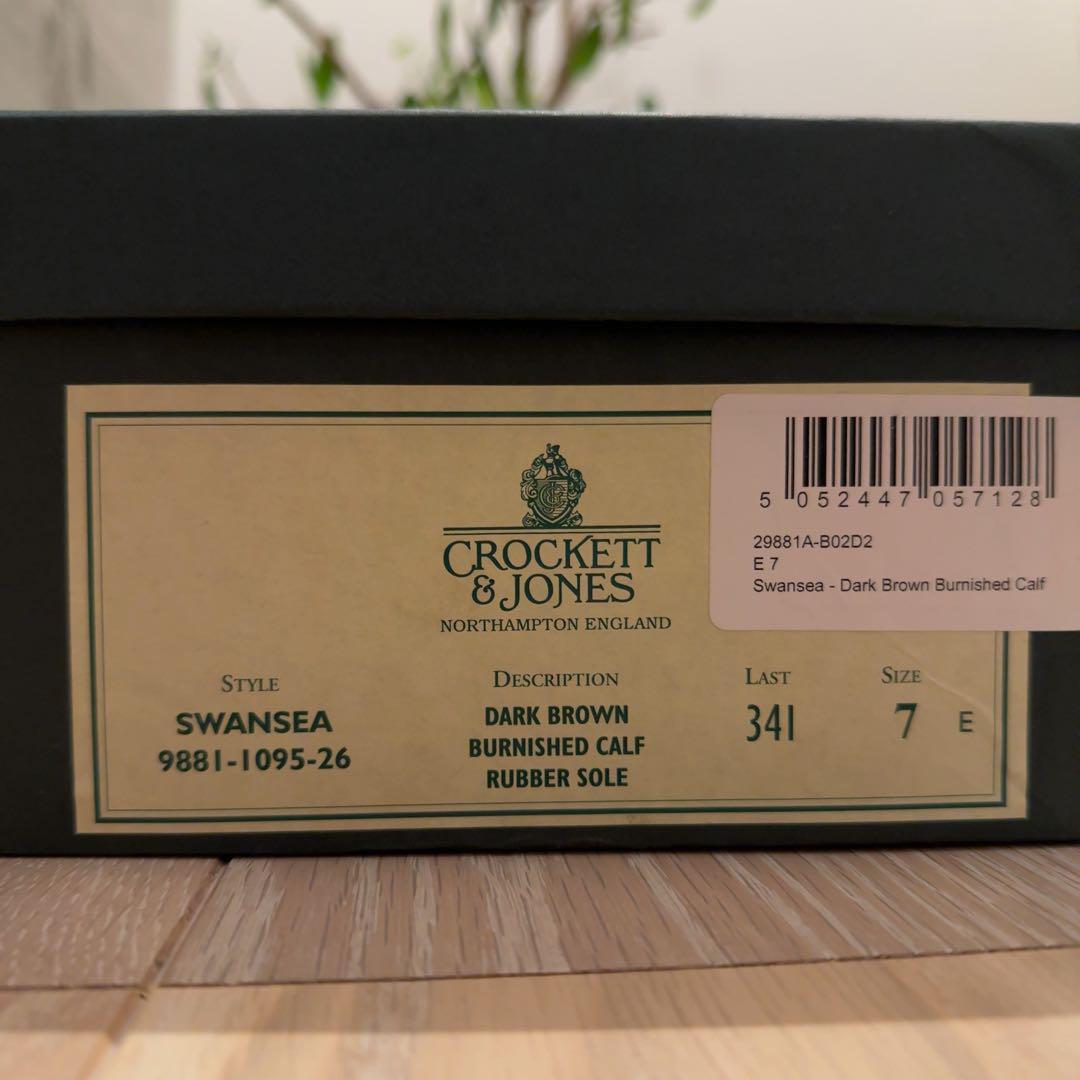 CROCKETT
& JONES
NORTHAMPTON ENGLAND
5 052447 057128
29881A-B02D2
E 7
Swansea - Dark Brown Burnished Calf
STYLE
SWANSEA
9881-1095-26
DESCRIPTION
DARK BROWN
BURNISHED CALF
RUBBER SOLE
LAST
341
SIZE
7 E